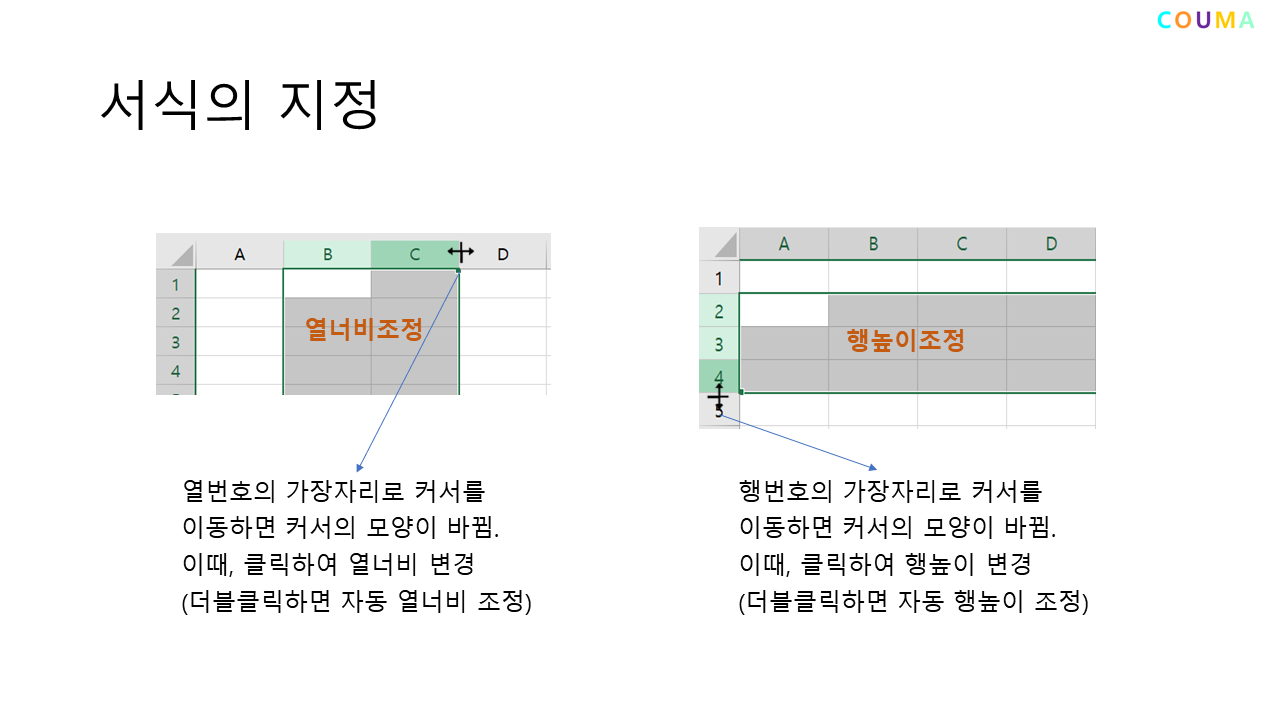 COUMA
서식의 지정
A B C D
1
2
3
4
열너비조정
A B C D
1
2
3
4
5
행높이조정
열번호의 가장자리로 커서를
이동하면 커서의 모양이 바뀜.
이때, 클릭하여 열너비 변경
(더블클릭하면 자동 열너비 조정)
행번호의 가장자리로 커서를
이동하면 커서의 모양이 바뀜.
이때, 클릭하여 행높이 변경
(더블클릭하면 자동 행높이 조정)